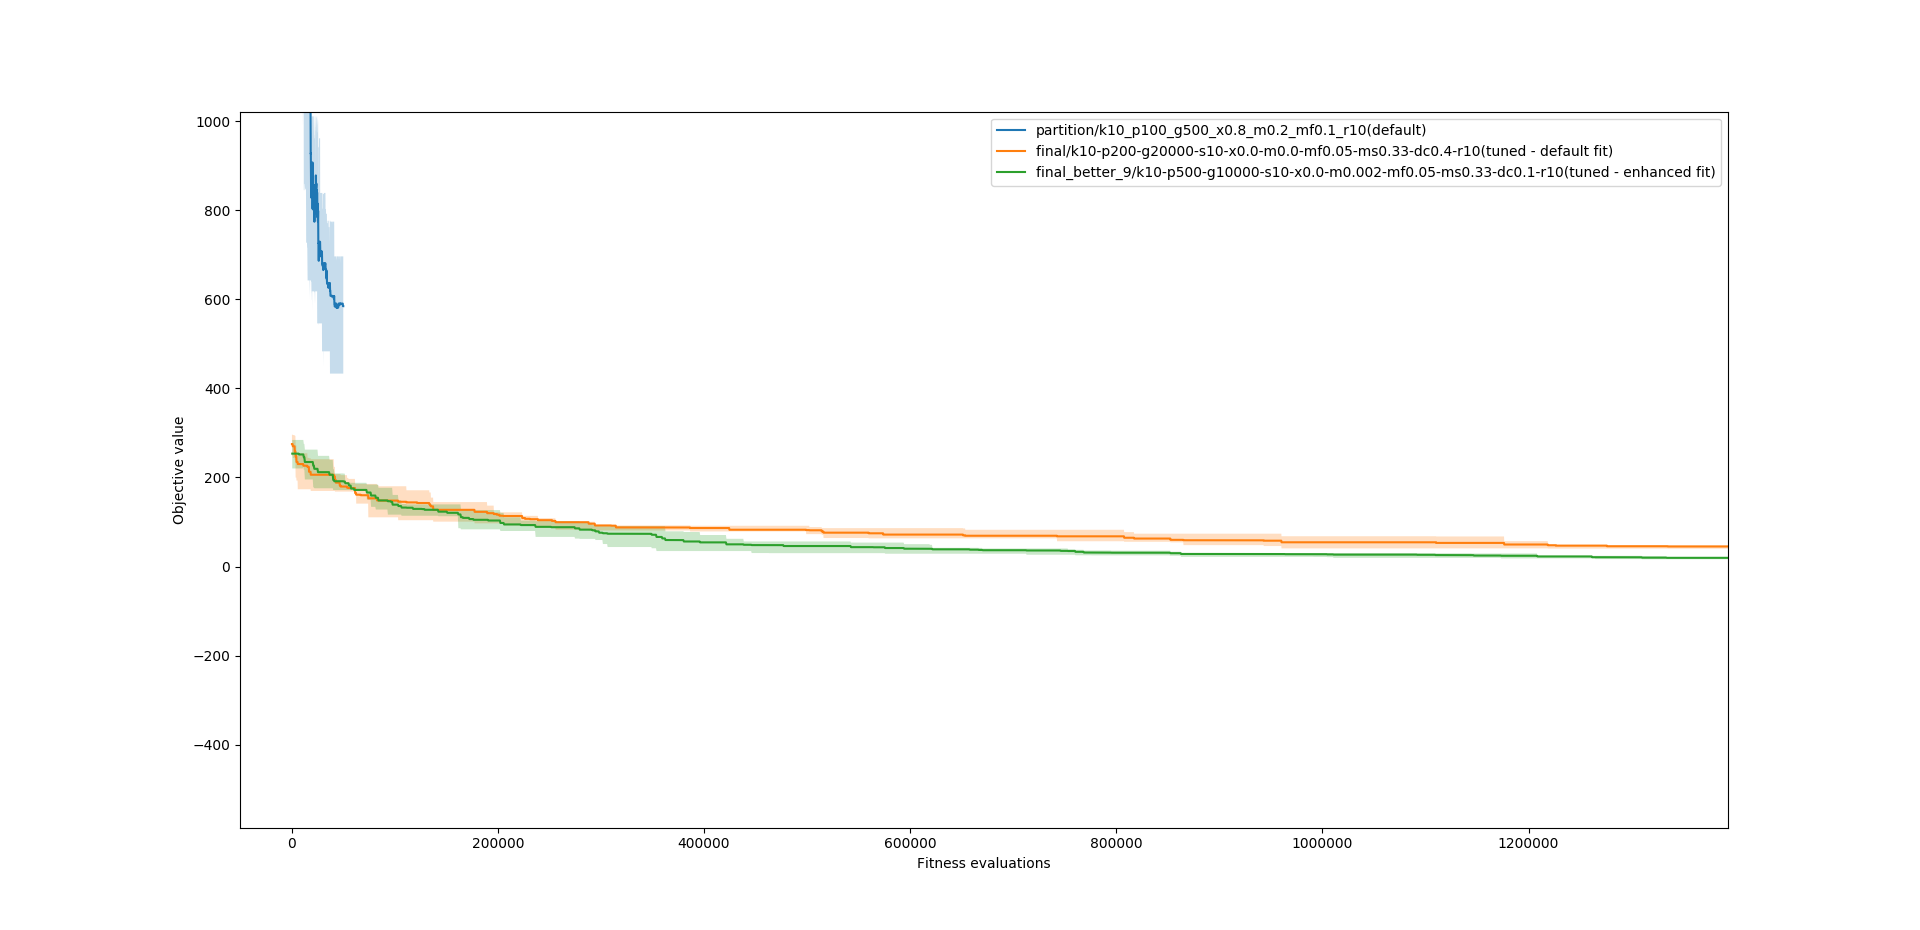 partition/k10_p100_g500_x0.8_m0.2_mf0.1_r10(default)
final/k10-p200-g20000-s10-x0.0-m0.0-mf0.05-ms0.33-dc0.4-r10(tuned - default fit)
final_better_9/k10-p500-g10000-s10-x0.0-m0.002-mf0.05-ms0.33-dc0.1-r10(tuned - enhanced fit)
Objective value
1000
800
600
400
200
0
−200
−400
0 200000 400000 600000 800000 1000000 1200000
Fitness evaluations